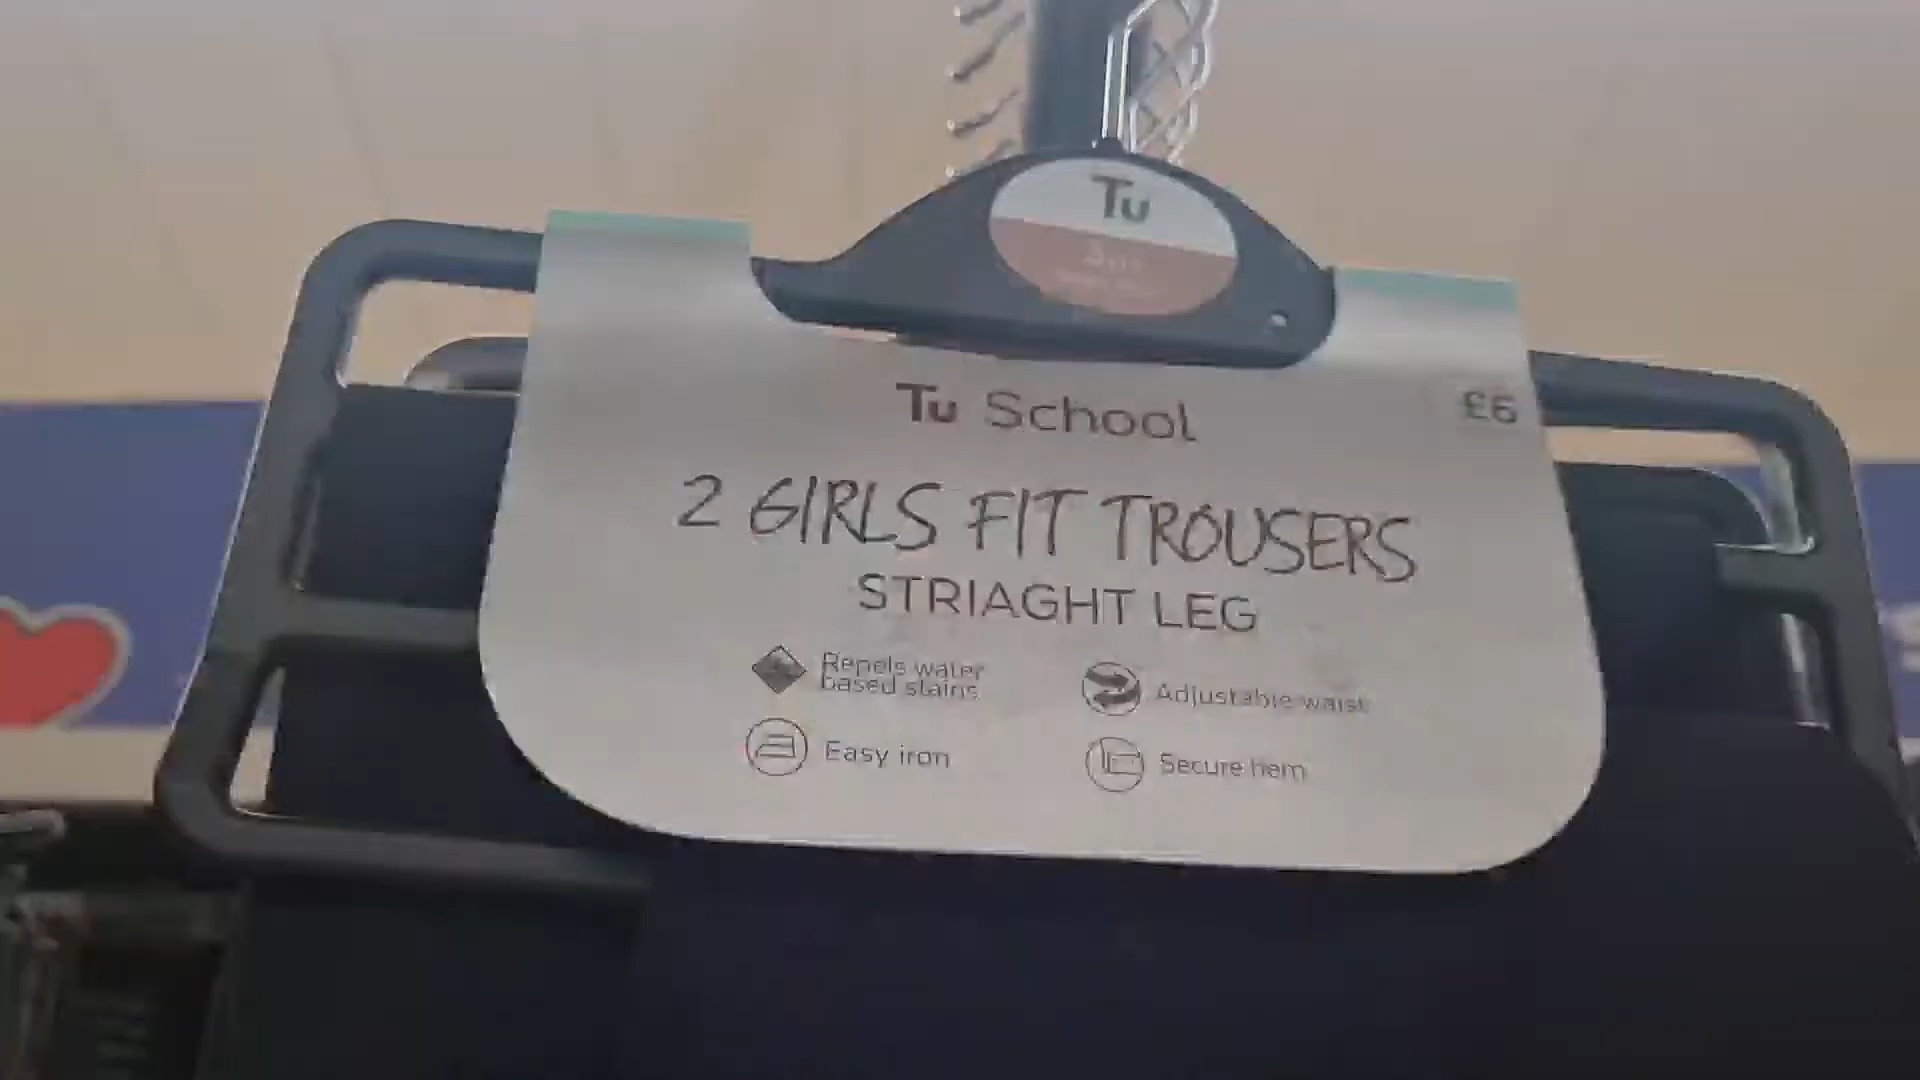 Tu
Tu School
£6
2 GIRLS FIT TROUSERS
STRIAGHT LEG
Repels water
based stains
Adjustable waist
Easy iron
Secure hem